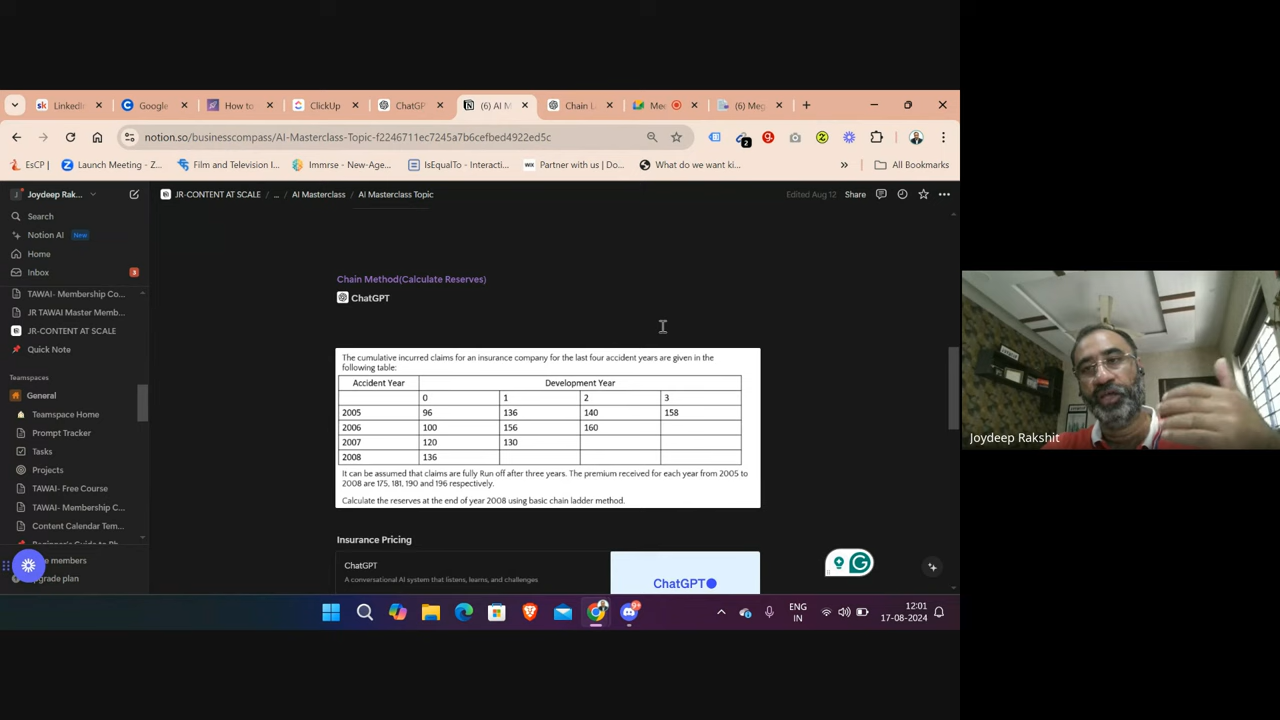 LinkedIn
Google
How to
ClickUp
ChatGP
(6) AI M
Chain L
Mee
(6) Meg
notion.so/businesscompass/AI-Masterclass-Topic-f2246711ec7245a7b6cefbed4922ed5c
EsCP |
Launch Meeting - Z...
Film and Television I...
Immrse - New-Age...
IsEqualTo - Interacti...
Partner with us | Do...
What do we want ki...
All Bookmarks
Joydeep Rak...
JR-CONTENT AT SCALE / ... / AI Masterclass / AI Masterclass Topic
Edited Aug 12
Share
Search
Notion AI New
Home
Inbox 3
TAWAI- Membership Co...
JR TAWAI Master Memb...
JR-CONTENT AT SCALE
Quick Note
Teamspaces
General
Teamspace Home
Prompt Tracker
Tasks
Projects
TAWAI- Free Course
TAWAI- Membership C...
Content Calendar Tem...
members
grade plan
Chain Method(Calculate Reserves)
ChatGPT
The cumulative incurred claims for an insurance company for the last four accident years are given in the
following table:
Accident Year Development Year
0 1 2 3
2005 96 136 140 158
2006 100 156 160
2007 120 130
2008 136
It can be assumed that claims are fully Run off after three years. The premium received for each year from 2005 to
2008 are 175, 181, 190 and 196 respectively.
Calculate the reserves at the end of year 2008 using basic chain ladder method.
Insurance Pricing
ChatGPT
A conversational AI system that listens, learns, and challenges
ChatGPT
ENG
IN
12:01
17-08-2024
Joydeep Rakshit